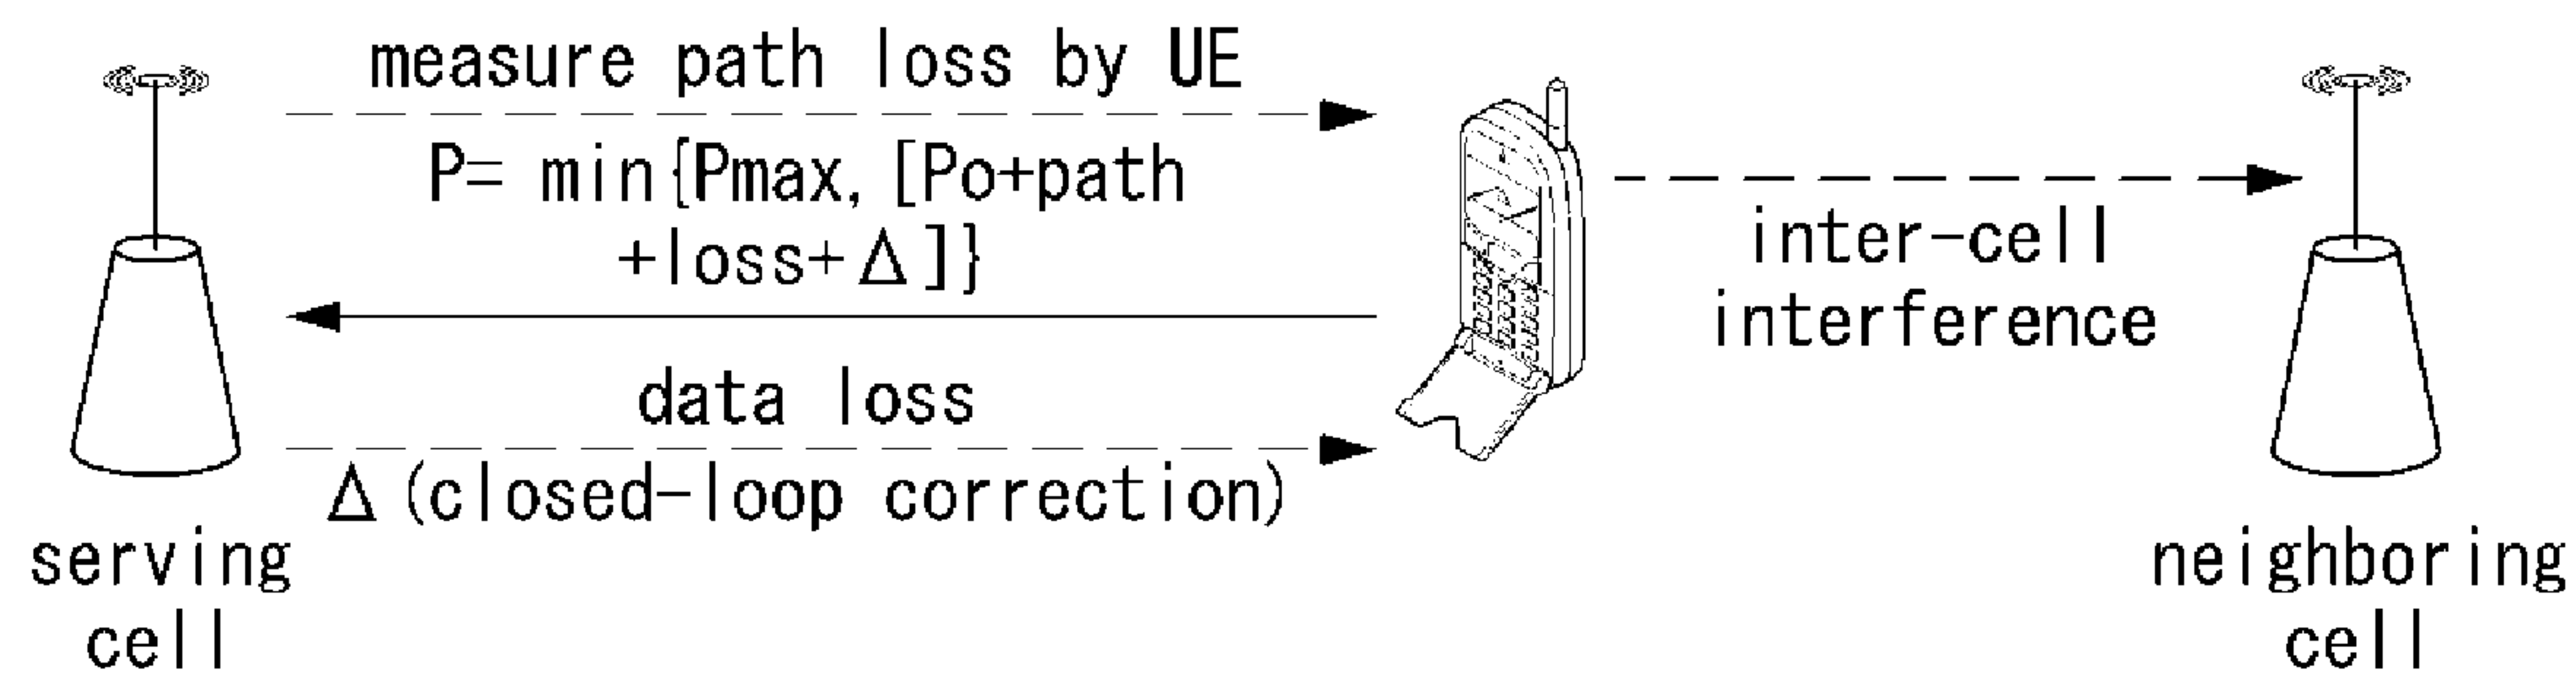 measure path loss by UE
P= min{Pmax, [Po+path
+loss+Δ]}
inter-cell
interference
data loss
Δ(closed-loop correction)
serving
cell
neighboring
cell